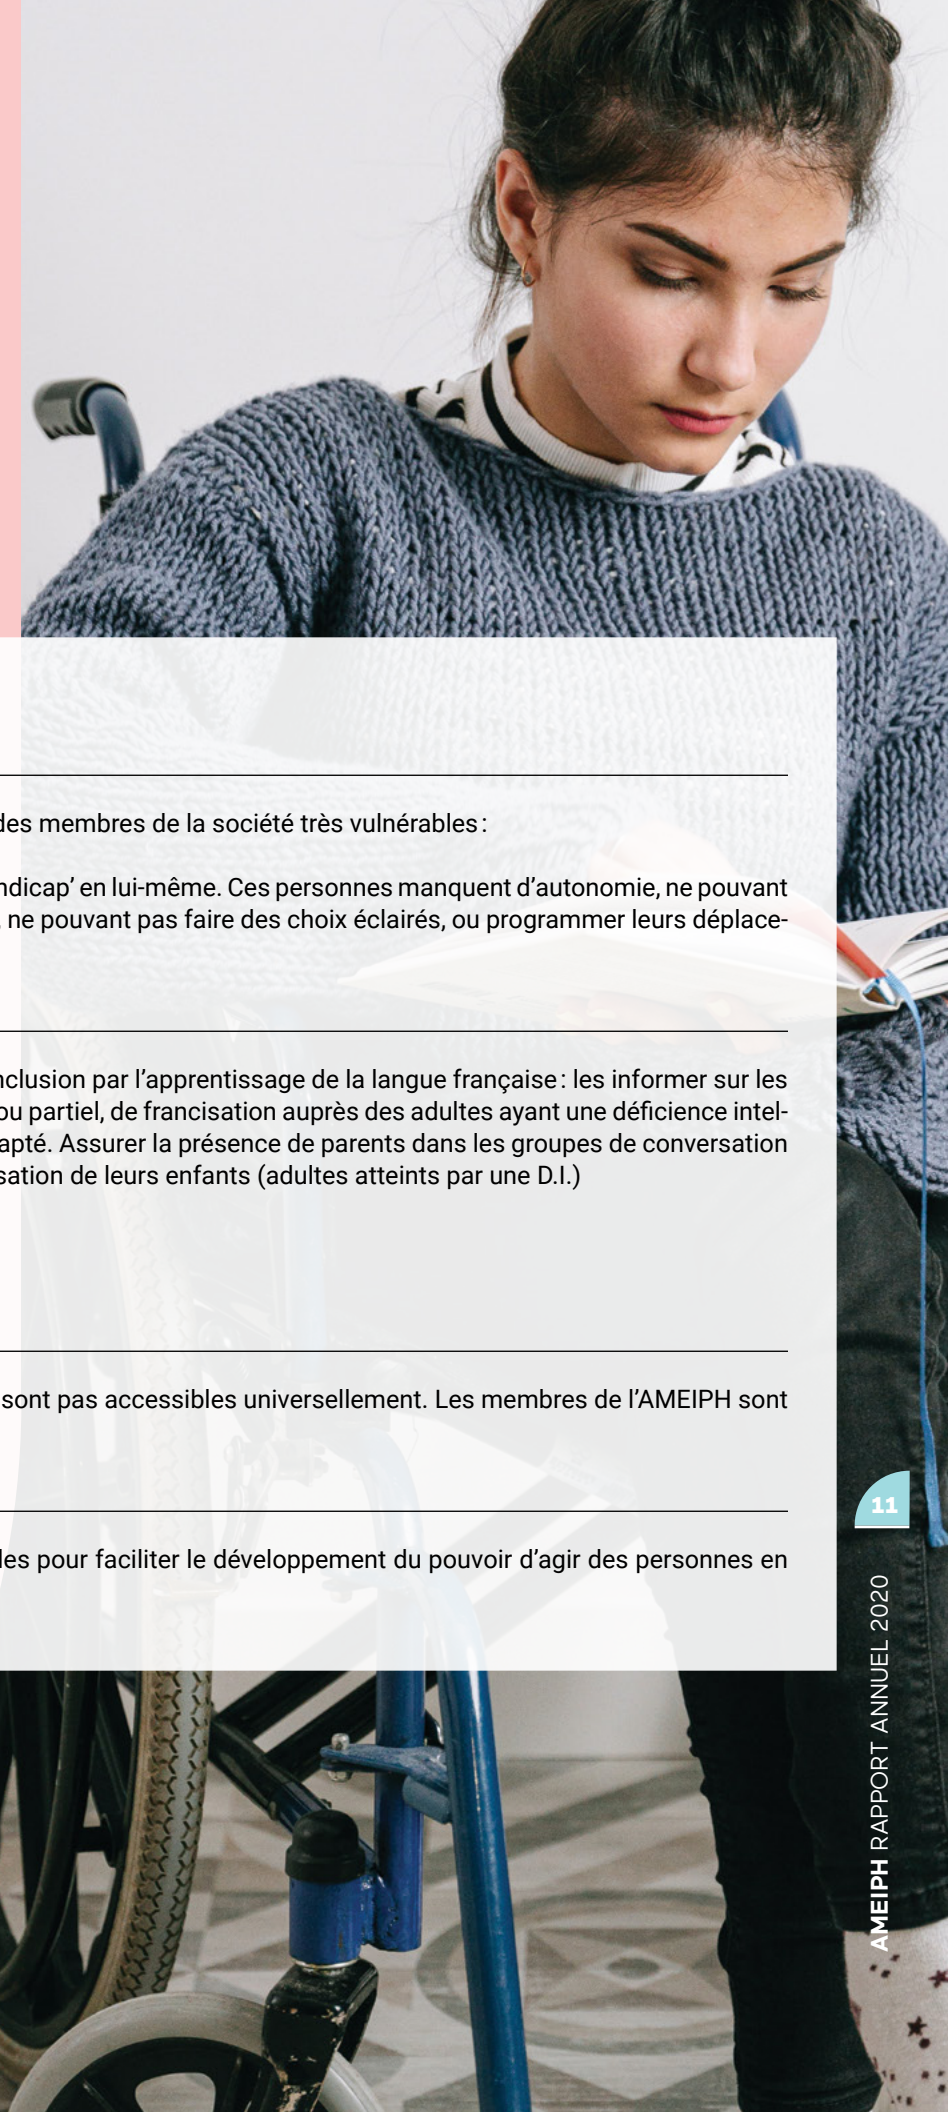 des membres de la société très vulnérables :
ndicap’ en lui-même. Ces personnes manquent d’autonomie, ne pouvant
, ne pouvant pas faire des choix éclairés, ou programmer leurs déplace-
nclusion par l’apprentissage de la langue française : les informer sur les
ou partiel, de francisation auprès des adultes ayant une déficience intel-
apté. Assurer la présence de parents dans les groupes de conversation
sation de leurs enfants (adultes atteints par une D.I.)
sont pas accessibles universellement. Les membres de l’AMEIPH sont
les pour faciliter le développement du pouvoir d’agir des personnes en
11
AMEIPH RAPPORT ANNUEL 2020